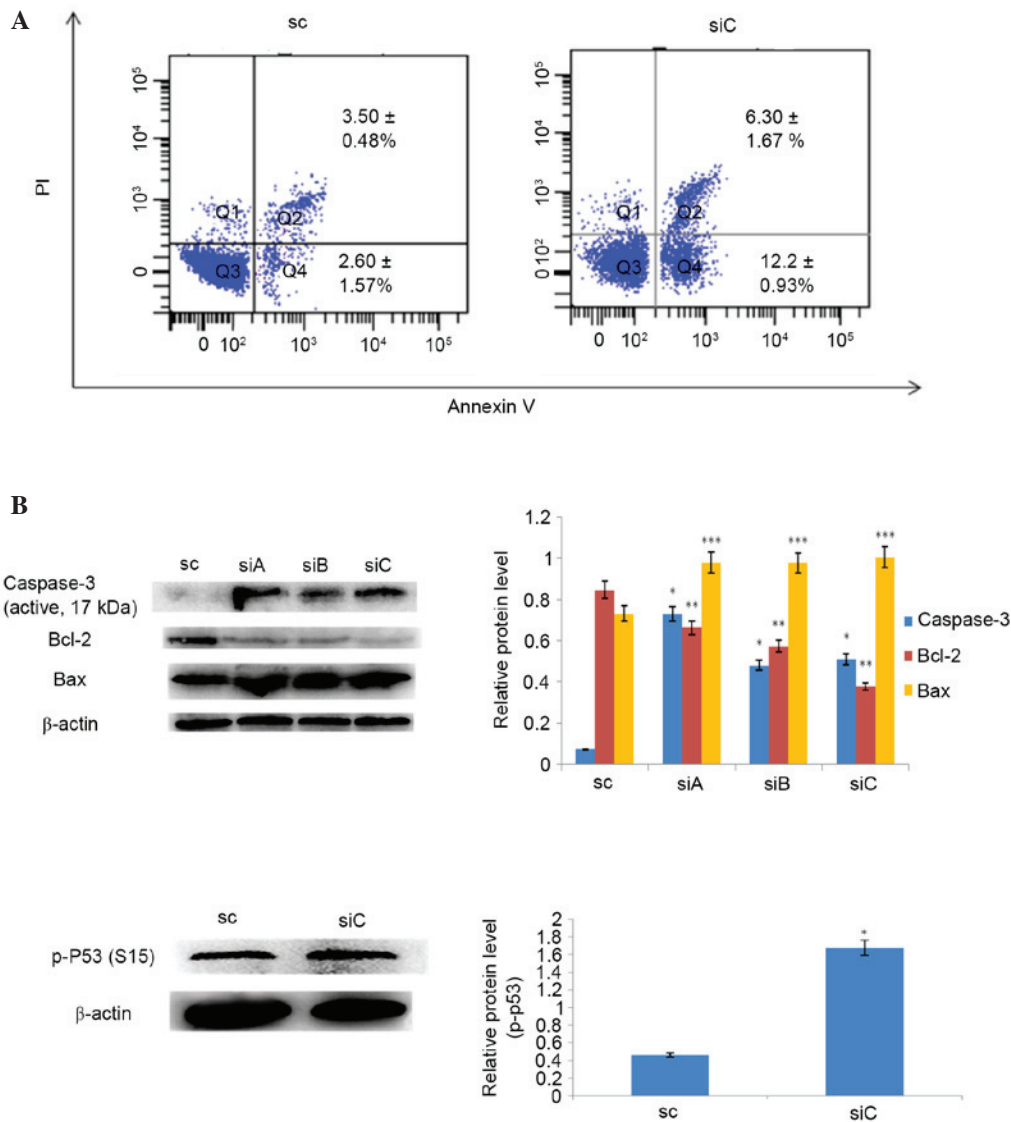 A
sc
siC
PI
10⁵
10⁴
10³
0
3.50 ±
0.48%
Q1
Q2
Q3
Q4
2.60 ±
1.57%
0 10² 10³ 10⁴ 10⁵
10⁵
10⁴
10³
0 10²
6.30 ±
1.67 %
Q1
Q2
Q3
Q4
12.2 ±
0.93%
0 10² 10³ 10⁴ 10⁵
Annexin V
B
sc siA siB siC
Caspase-3
(active, 17 kDa)
Bcl-2
Bax
β-actin
Relative protein level
1.2
1
0.8
0.6
0.4
0.2
0
* ** ***
* ** ***
* ** ***
sc siA siB siC
Caspase-3
Bcl-2
Bax
sc siC
p-P53 (S15)
β-actin
Relative protein level
(p-p53)
2
1.8
1.6
1.4
1.2
1
0.8
0.6
0.4
0.2
0
*
sc siC